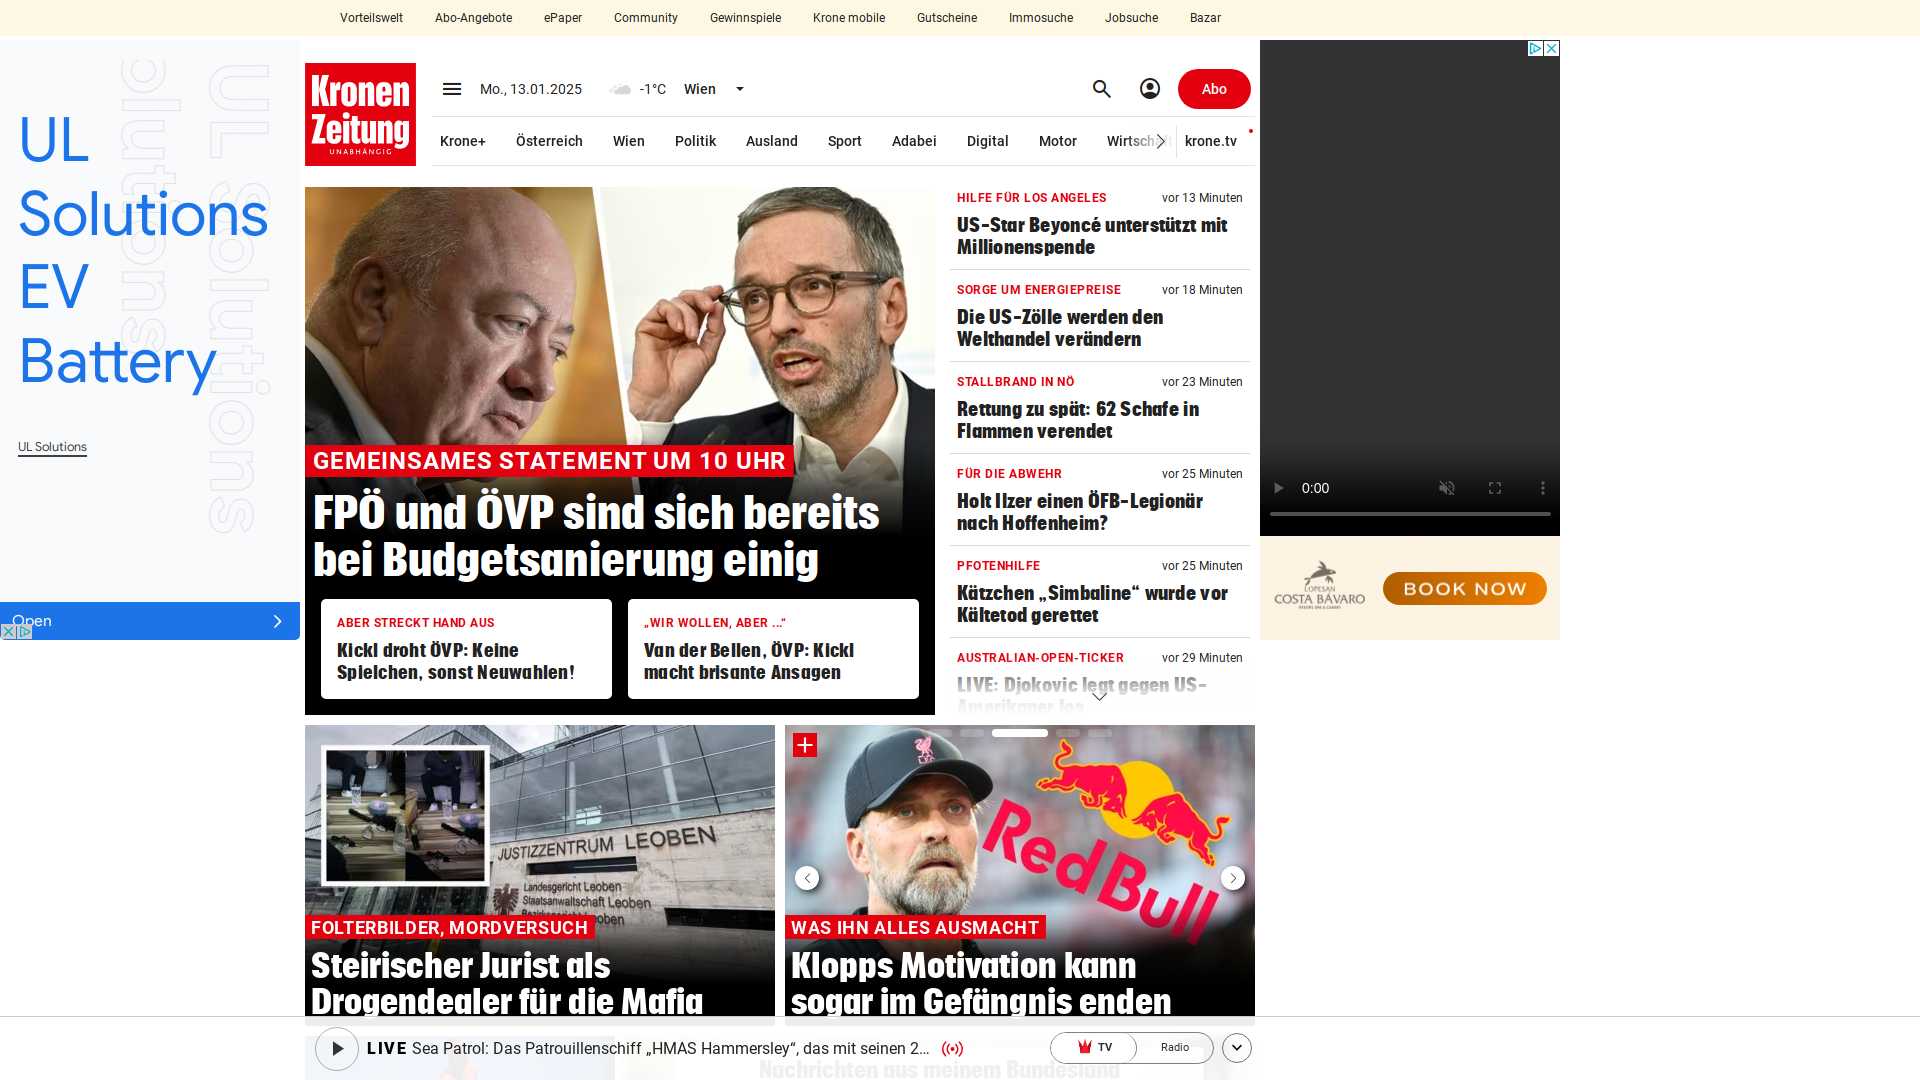 Vorteilswelt Abo-Angebote ePaper Community Gewinnspiele Krone mobile Gutscheine Immosuche Jobsuche Bazar
UL
Solutions
EV
Battery
UL Solutions
Open
Kronen
Zeitung
UNABHÄNGIG
Mo., 13.01.2025 -1°C Wien
Abo
Krone+ Österreich Wien Politik Ausland Sport Adabei Digital Motor krone.tv
GEMEINSAMES STATEMENT UM 10 UHR
FPÖ und ÖVP sind sich bereits
bei Budgetsanierung einig
ABER STRECKT HAND AUS
Kickl droht ÖVP: Keine
Spielchen, sonst Neuwahlen!
„WIR WOLLEN, ABER ...“
Van der Bellen, ÖVP: Kickl
macht brisante Ansagen
HILFE FÜR LOS ANGELES vor 13 Minuten
US-Star Beyoncé unterstützt mit
Millionenspende
SORGE UM ENERGIEPREISE vor 18 Minuten
Die US-Zölle werden den
Welthandel verändern
STALLBRAND IN NÖ vor 23 Minuten
Rettung zu spät: 62 Schafe in
Flammen verendet
FÜR DIE ABWEHR vor 25 Minuten
Holt Ilzer einen ÖFB-Legionär
nach Hoffenheim?
PFOTENHILFE vor 25 Minuten
Kätzchen „Simbaline“ wurde vor
Kältetod gerettet
AUSTRALIAN-OPEN-TICKER vor 29 Minuten
LIVE: Djokovic legt gegen US-
Amerikaner los
0:00
LOPESAN
COSTA BÁVARO
BOOK NOW
JUSTIZZENTRUM LEOBEN
Landesgericht Leoben
Staatsanwaltschaft Leoben
Bezirksgericht Leoben
FOLTERBILDER, MORDVERSUCH
Steirischer Jurist als
Drogendealer für die Mafia
Red Bull
WAS IHN ALLES AUSMACHT
Klopps Motivation kann
sogar im Gefängnis enden
LIVE Sea Patrol: Das Patrouillenschiff „HMAS Hammersley“, das mit seinen 2...
TV Radio
Nachrichten aus meinem Bundesland